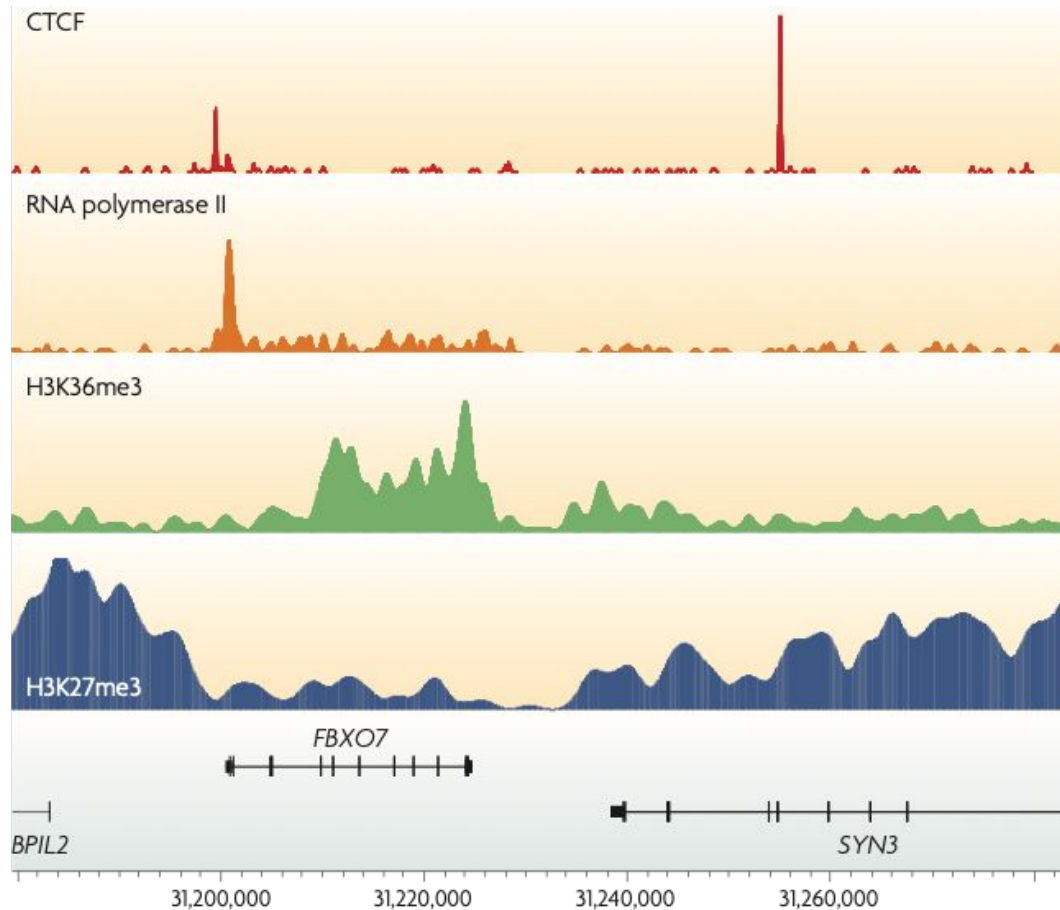 CTCF
RNA polymerase II
H3K36me3
H3K27me3
FBXO7
BPIL2
SYN3
31,200,000 31,220,000 31,240,000 31,260,000